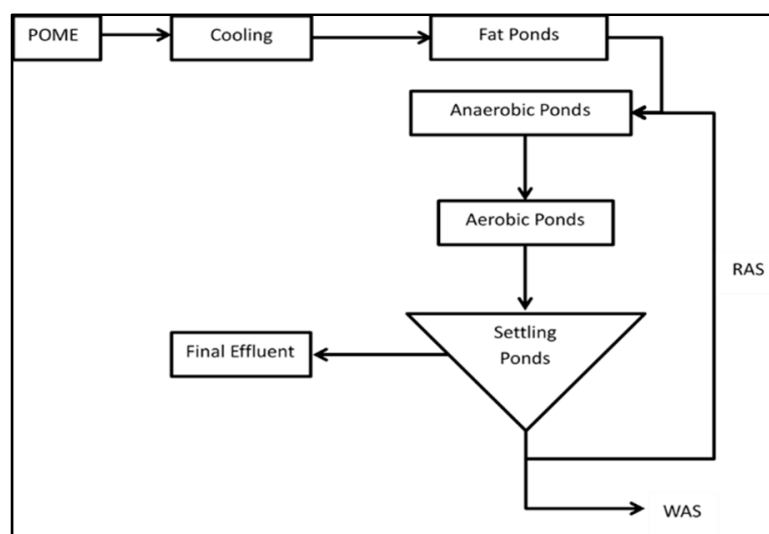 POME
Cooling
Fat Ponds
Anaerobic Ponds
Aerobic Ponds
RAS
Settling
Ponds
Final Effluent
WAS